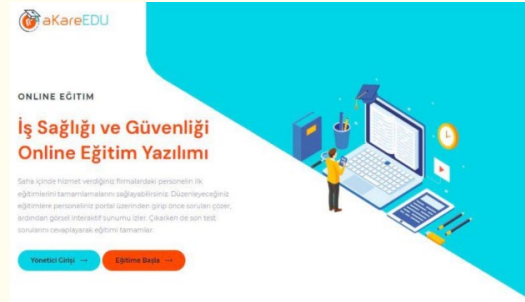 aKareEDU
ONLINE EĞİTİM
İş Sağlığı ve Güvenliği
Online Eğitim Yazılımı
Saha içinde hizmet verdiğiniz firmalardaki personelin ilk
eğitimlerini tamamlamalarını sağlayabilirsiniz. Düzenleyeceğiniz
eğitimlere personeliniz portal üzerinden girip önce soruları çözer,
ardından görsel interaktif sunumu izler. Çıkarken de son test
sorularını cevaplayarak eğitimi tamamlar.
Yönetici Girişi → Eğitime Başla →